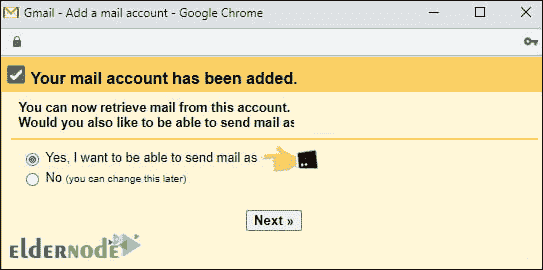 Gmail - Add a mail account - Google Chrome
Your mail account has been added.
You can now retrieve mail from this account.
Would you also like to be able to send mail as
Yes, I want to be able to send mail as
No (you can change this later)
Next »
ELDERNODE